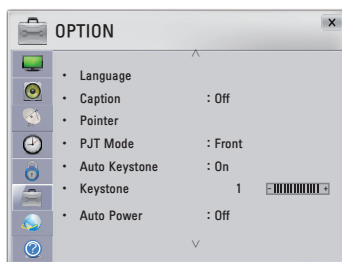 OPTION
x
• Language
• Caption : Off
• Pointer
• PJT Mode : Front
• Auto Keystone : On
• Keystone 1 - +
• Auto Power : Off
?